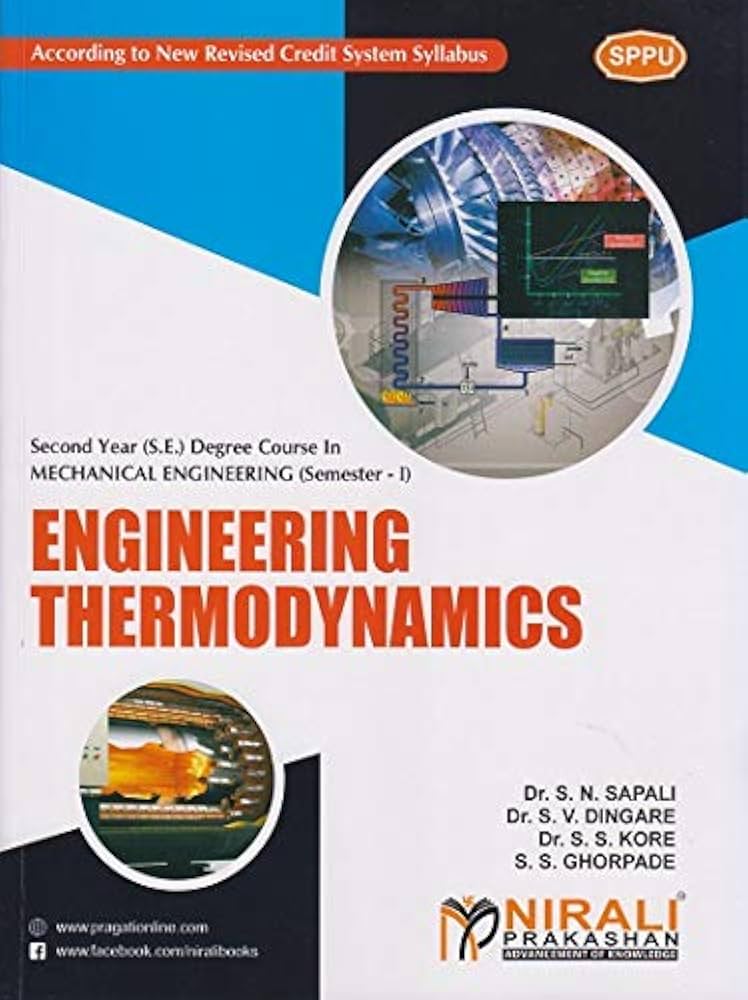 According to New Revised Credit System Syllabus
SPPU
Second Year (S.E.) Degree Course In
MECHANICAL ENGINEERING (Semester - I)
ENGINEERING
THERMODYNAMICS
Dr. S. N. SAPALI
Dr. S. V. DINGARE
Dr. S. S. KORE
S. S. GHORPADE
NIRALI®
PRAKASHAN
ADVANCEMENT OF KNOWLEDGE
www.pragationline.com
www.facebook.com/niralibooks